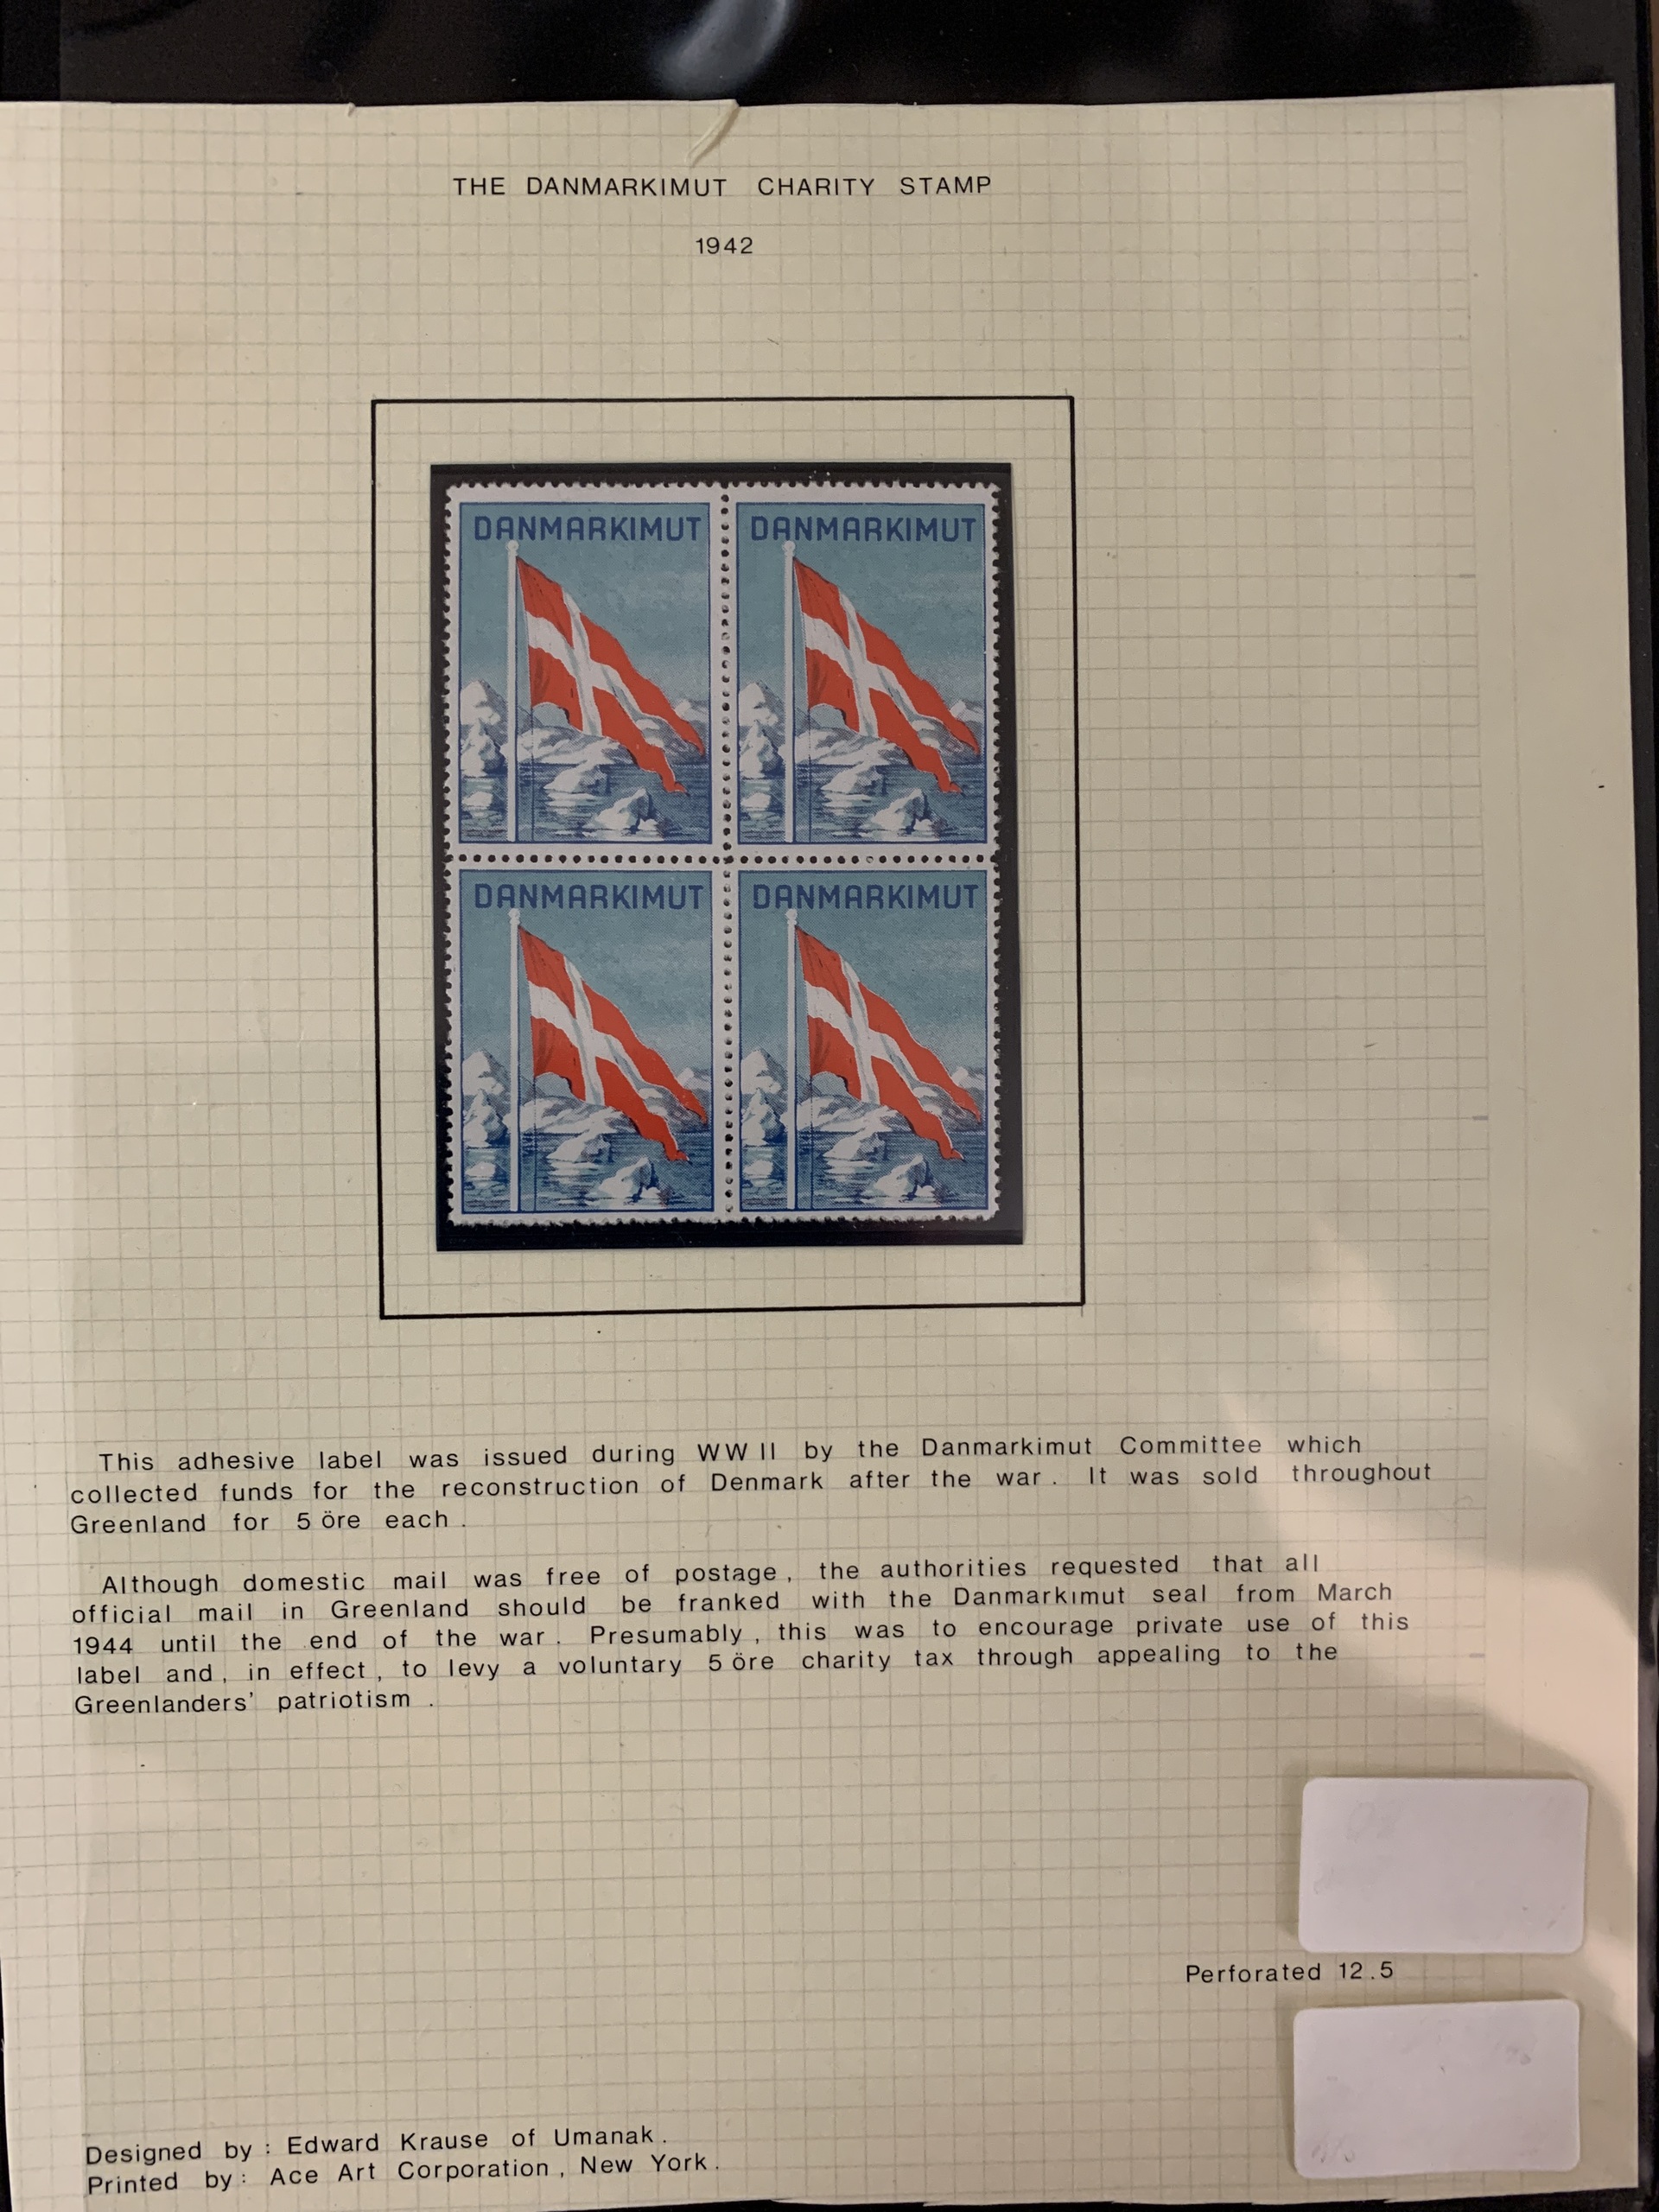 THE DANMARKIMUT CHARITY STAMP
1942
DANMARKIMUT DANMARKIMUT
DANMARKIMUT DANMARKIMUT
This adhesive label was issued during WW II by the Danmarkimut Committee which
collected funds for the reconstruction of Denmark after the war. It was sold throughout
Greenland for 5 öre each.
Although domestic mail was free of postage, the authorities requested that all
official mail in Greenland should be franked with the Danmarkimut seal from March
1944 until the end of the war. Presumably, this was to encourage private use of this
label and, in effect, to levy a voluntary 5 öre charity tax through appealing to the
Greenlanders' patriotism.
Perforated 12.5
Designed by: Edward Krause of Umanak.
Printed by: Ace Art Corporation, New York.